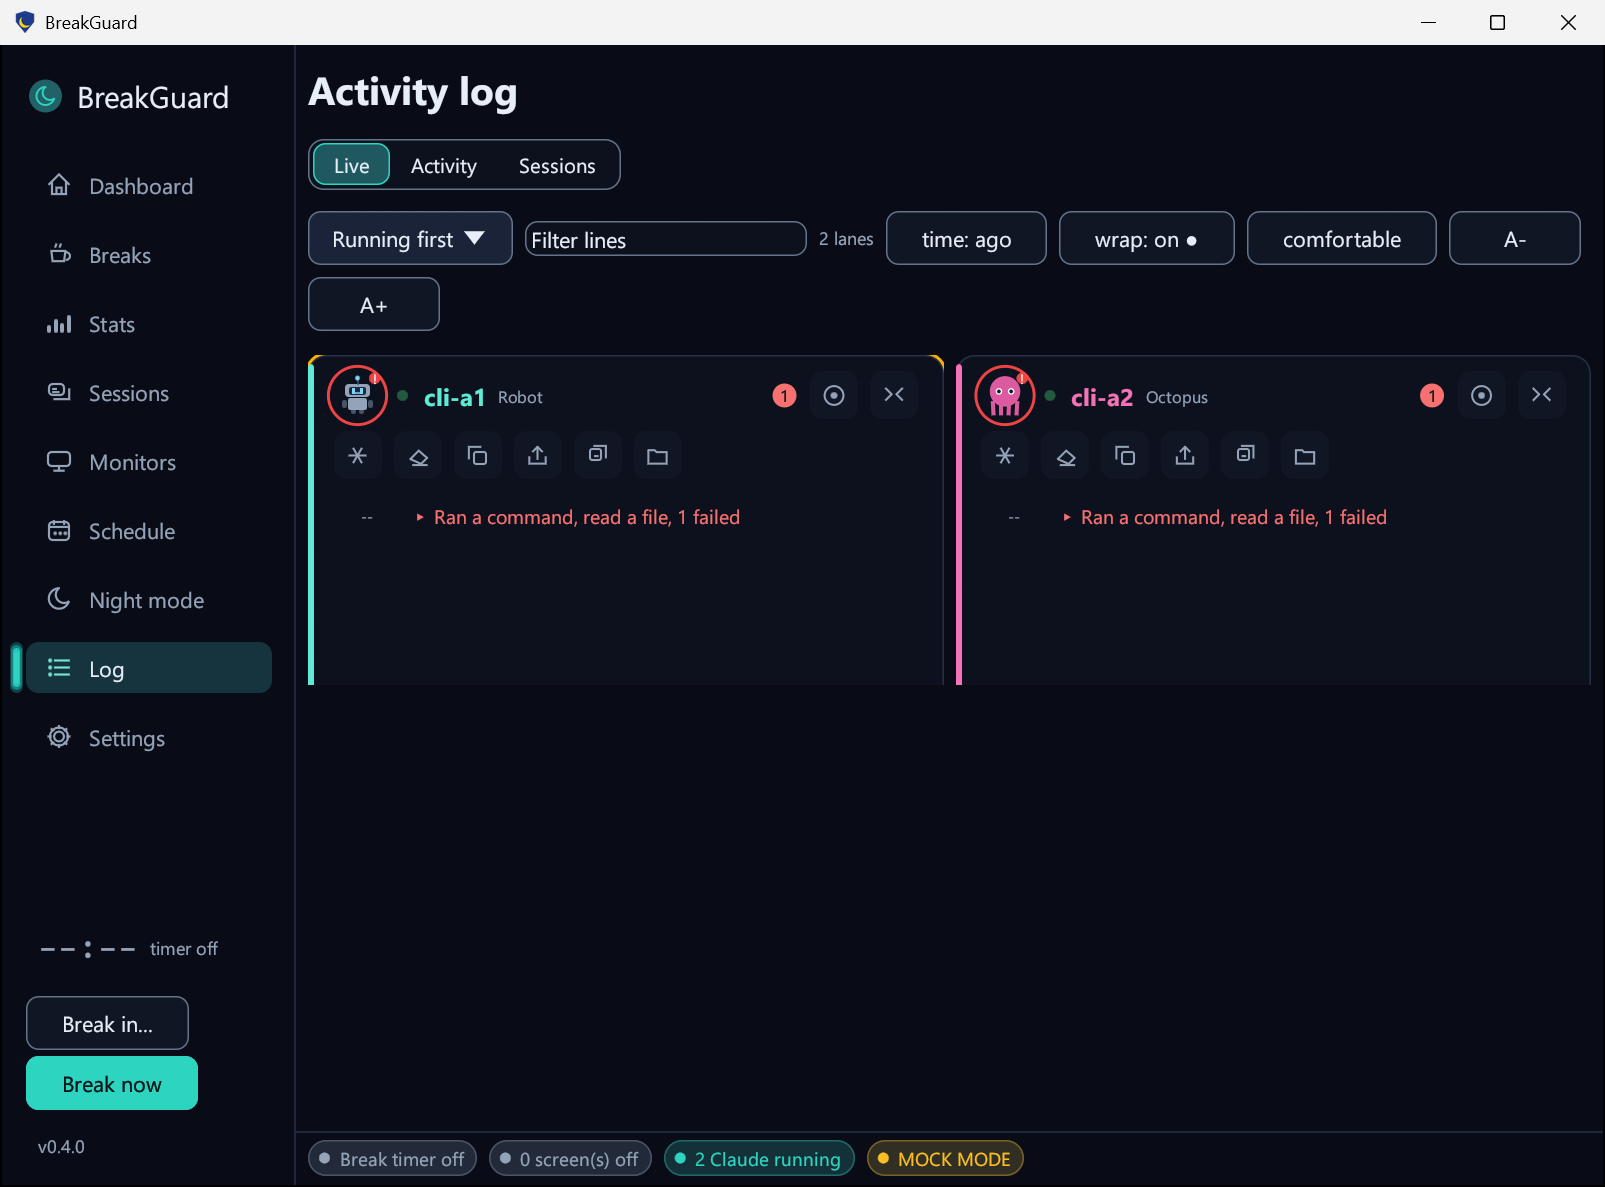 BreakGuard
BreakGuard
Dashboard
Breaks
Stats
Sessions
Monitors
Schedule
Night mode
Log
Settings
--:-- timer off
Break in...
Break now
v0.4.0
Activity log
Live Activity Sessions
Running first ▼ Filter lines 2 lanes time: ago wrap: on ● comfortable A-
A+
! cli-a1 Robot 1
-- ▸ Ran a command, read a file, 1 failed
! cli-a2 Octopus 1
-- ▸ Ran a command, read a file, 1 failed
Break timer off 0 screen(s) off 2 Claude running MOCK MODE